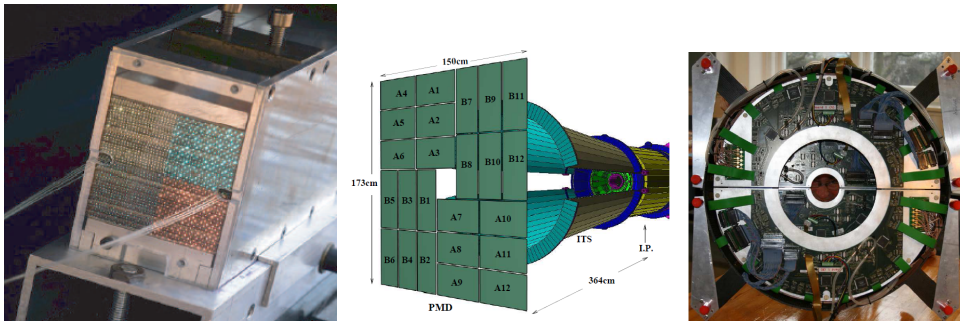 150cm
A4 A1 B7 B9 B11
A5 A2
A6 A3 B8 B10 B12
173cm
B5 B3 B1 A7 A10
ITS
I.P.
A8 A11
B6 B4 B2
364cm
A9 A12
PMD